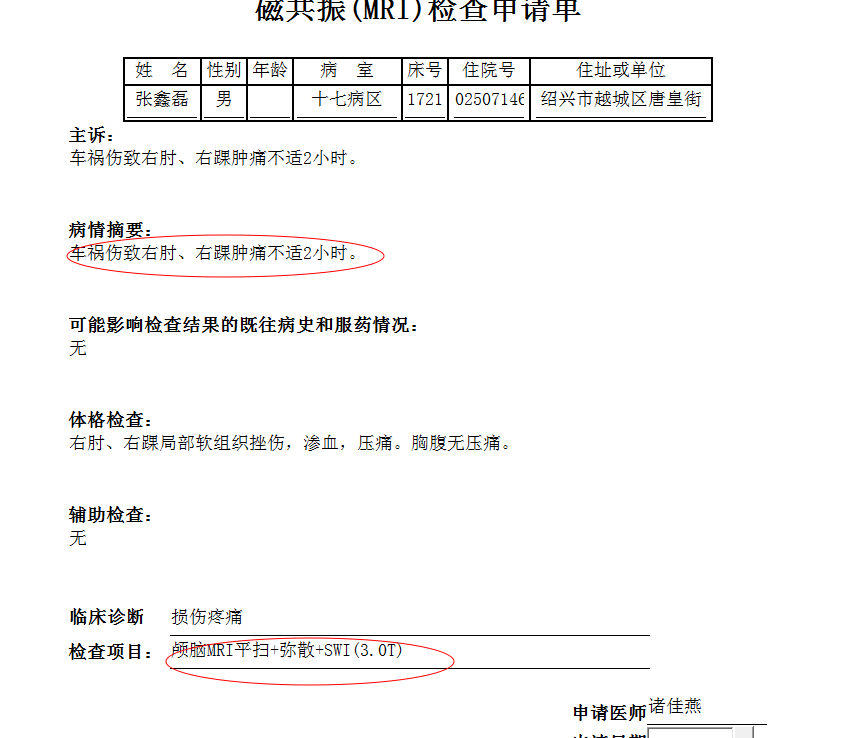 磁共振(MRI)检查申请单
姓 名 性别 年龄 病 室 床号 住院号 住址或单位
张鑫磊 男 十七病区 1721 02507146 绍兴市越城区唐皇街
主诉:
车祸伤致右肘、右踝肿痛不适2小时。
病情摘要:
车祸伤致右肘、右踝肿痛不适2小时。
可能影响检查结果的既往病史和服药情况:
无
体格检查:
右肘、右踝局部软组织挫伤,渗血,压痛。胸腹无压痛。
辅助检查:
无
临床诊断 损伤疼痛
检查项目: 颅脑MRI平扫+弥散+SWI(3.0T)
申请医师 诸佳燕